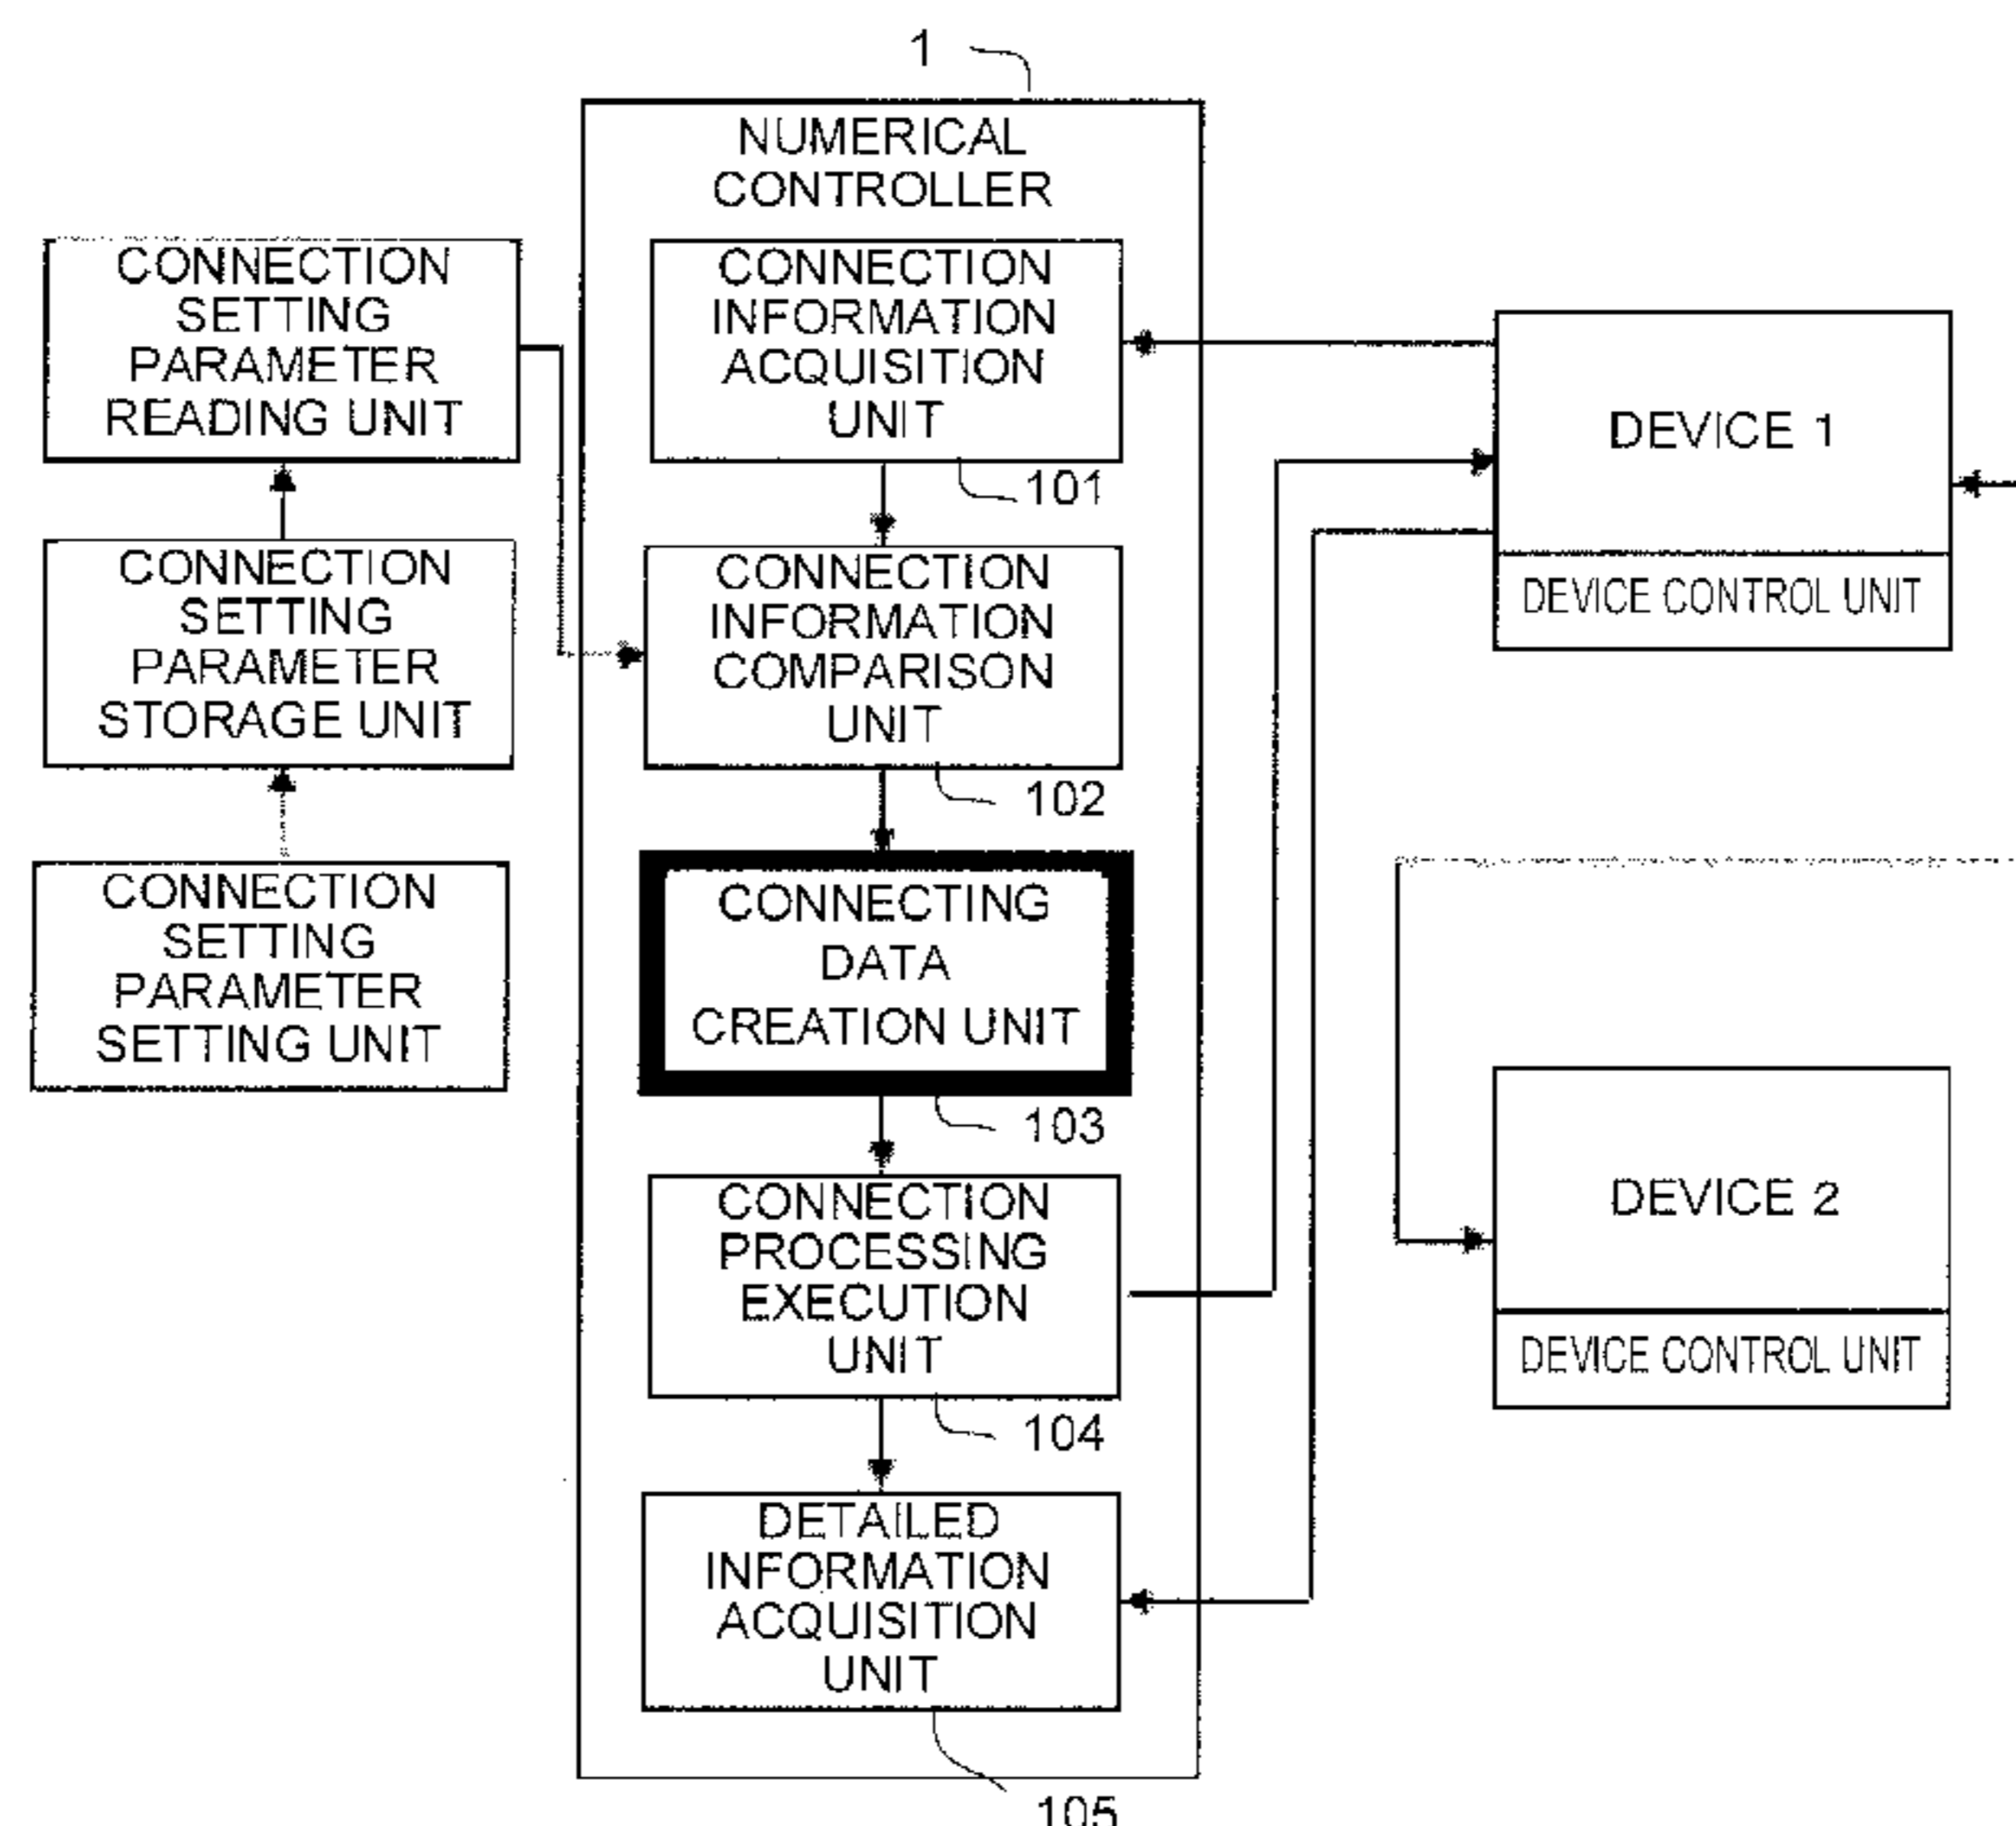 1
NUMERICAL
CONTROLLER
CONNECTION
SETTING
PARAMETER
READING UNIT
CONNECTION
SETTING
PARAMETER
STORAGE UNIT
CONNECTION
SETTING
PARAMETER
SETTING UNIT
CONNECTION
INFORMATION
ACQUISITION
UNIT
101
CONNECTION
INFORMATION
COMPARISON
UNIT
102
CONNECTING
DATA
CREATION UNIT
103
CONNECTION
PROCESSING
EXECUTION
UNIT
104
DETAILED
INFORMATION
ACQUISITION
UNIT
105
DEVICE 1
DEVICE CONTROL UNIT
DEVICE 2
DEVICE CONTROL UNIT